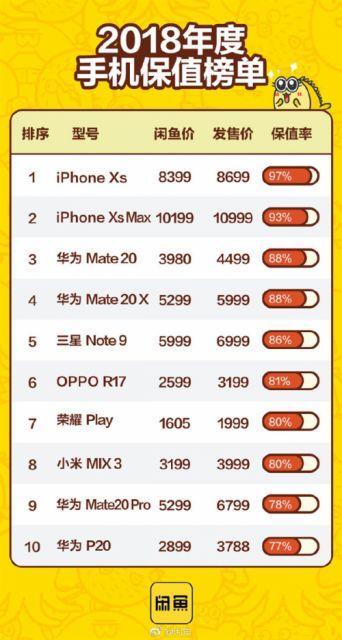 2018年度
手机保值榜单
排序 型号 闲鱼价 发售价 保值率
1 iPhone Xs 8399 8699 97%
2 iPhone Xs Max 10199 10999 93%
3 华为 Mate 20 3980 4499 88%
4 华为 Mate 20 X 5299 5999 88%
5 三星 Note 9 5999 6999 86%
6 OPPO R17 2599 3199 81%
7 荣耀 Play 1605 1999 80%
8 小米 MIX 3 3199 3999 80%
9 华为 Mate20 Pro 5299 6799 78%
10 华为 P20 2899 3788 77%
闲鱼